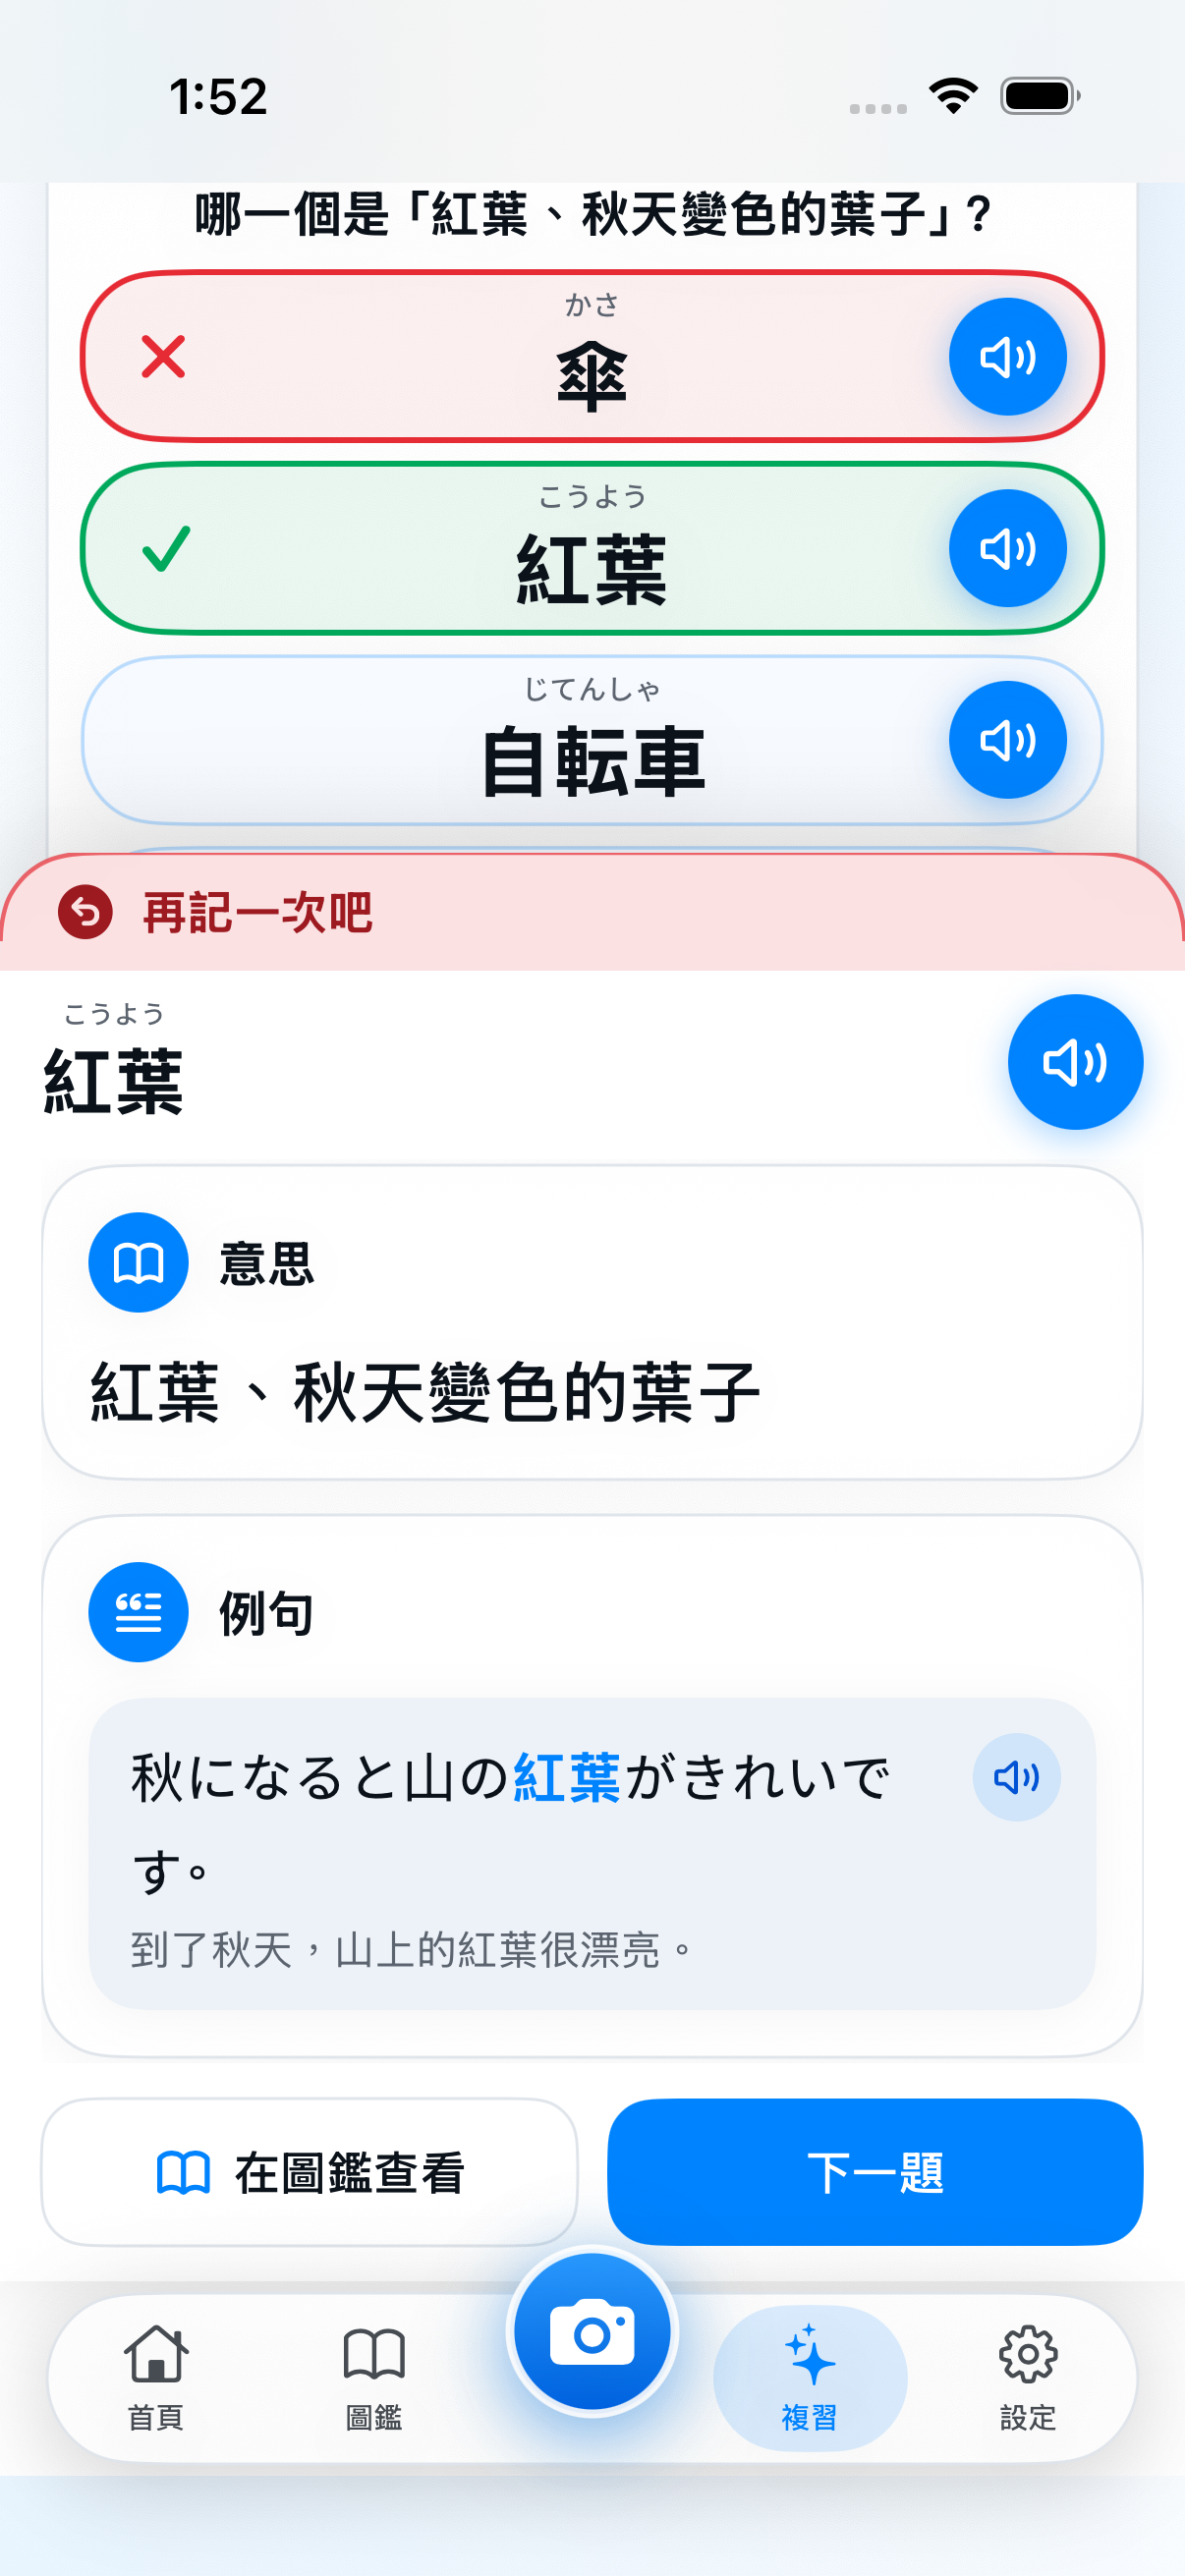 1:52
哪一個是「紅葉、秋天變色的葉子」?
かさ
傘
こうよう
紅葉
じてんしゃ
自転車
再記一次吧
こうよう
紅葉
意思
紅葉、秋天變色的葉子
例句
秋になると山の紅葉がきれいで
す。
到了秋天，山上的紅葉很漂亮。
在圖鑑查看
下一題
首頁
圖鑑
複習
設定